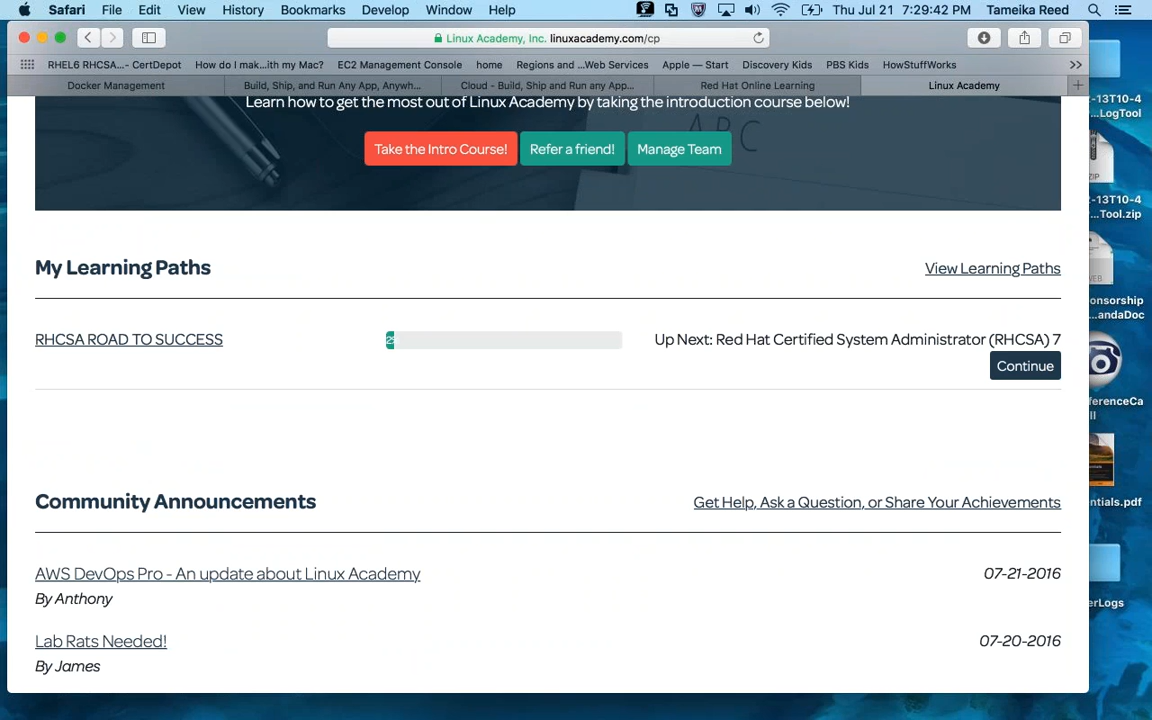 Safari File Edit View History Bookmarks Develop Window Help Thu Jul 21 7:29:42 PM Tameika Reed
Linux Academy, Inc. linuxacademy.com/cp
RHEL6 RHCSA...- CertDepot How do I mak...ith my Mac? EC2 Management Console home Regions and ...Web Services Apple — Start Discovery Kids PBS Kids HowStuffWorks
Docker Management Build, Ship, and Run Any App, Anywh... Cloud - Build, Ship and Run any App... Red Hat Online Learning Linux Academy
Learn how to get the most out of Linux Academy by taking the introduction course below!
ABC
Take the Intro Course! Refer a friend! Manage Team
My Learning Paths View Learning Paths
RHCSA ROAD TO SUCCESS Up Next: Red Hat Certified System Administrator (RHCSA) 7
Continue
Community Announcements Get Help, Ask a Question, or Share Your Achievements
AWS DevOps Pro - An update about Linux Academy 07-21-2016
By Anthony
Lab Rats Needed! 07-20-2016
By James
-13T10-4
...LogTool
ZIP
2-13T10-4
...Tool.zip
onsorship
...andaDoc
ferenceCa
ll
ntials.pdf
erLogs